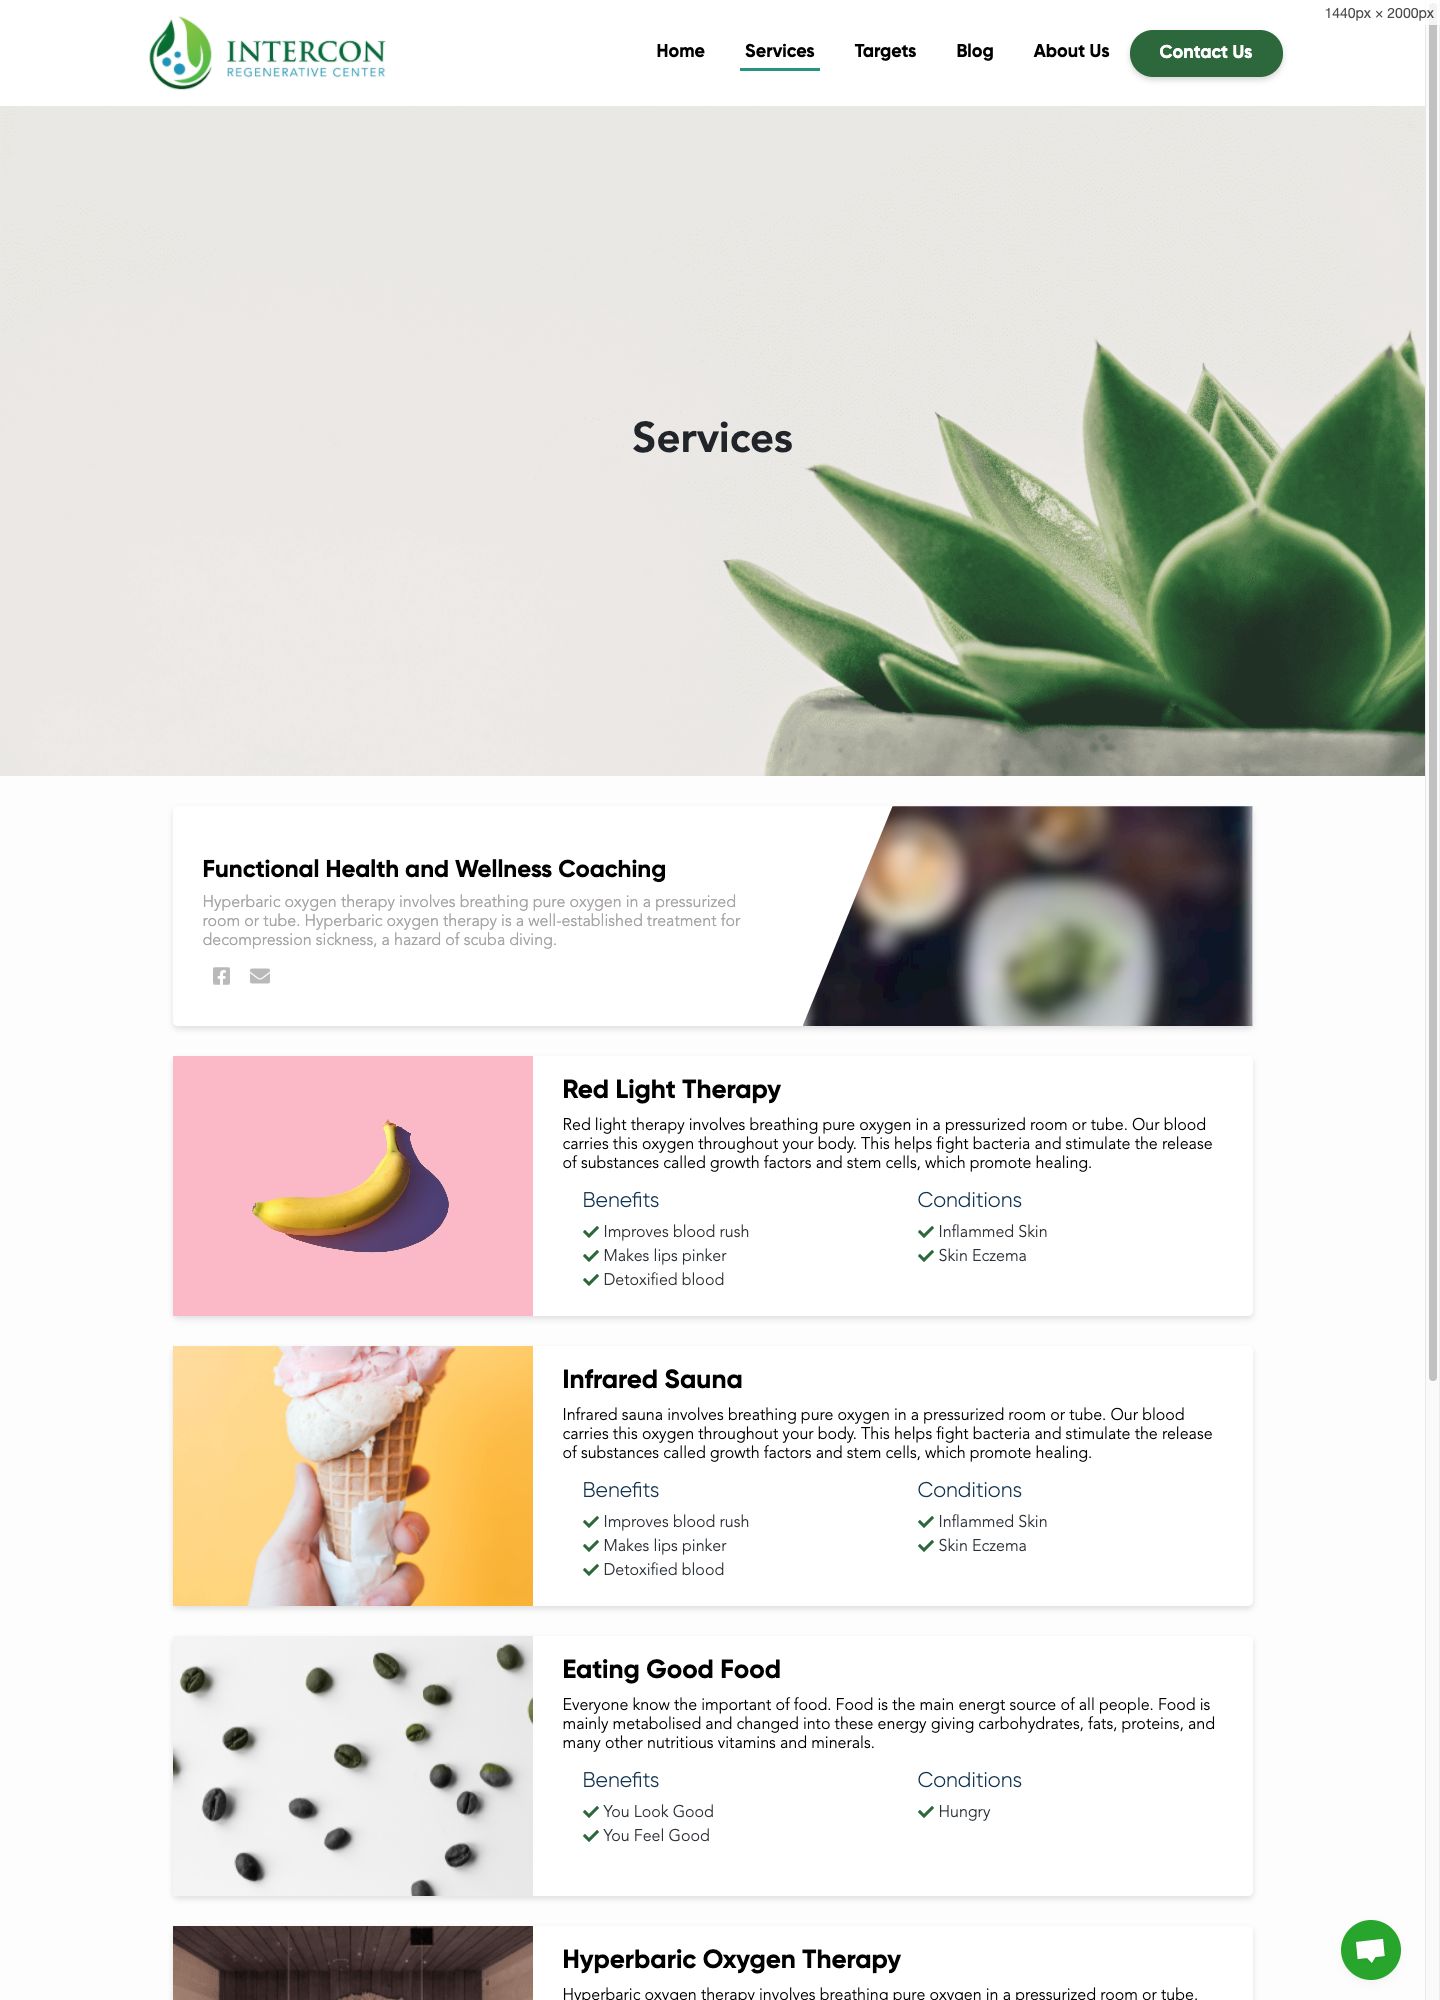 1440px × 2000px
INTERCON
REGENERATIVE CENTER
Home
Services
Targets
Blog
About Us
Contact Us
Services
Functional Health and Wellness Coaching
Hyperbaric oxygen therapy involves breathing pure oxygen in a pressurized
room or tube. Hyperbaric oxygen therapy is a well-established treatment for
decompression sickness, a hazard of scuba diving.
Red Light Therapy
Red light therapy involves breathing pure oxygen in a pressurized room or tube. Our blood
carries this oxygen throughout your body. This helps fight bacteria and stimulate the release
of substances called growth factors and stem cells, which promote healing.
Benefits
Improves blood rush
Makes lips pinker
Detoxified blood
Conditions
Inflammed Skin
Skin Eczema
Infrared Sauna
Infrared sauna involves breathing pure oxygen in a pressurized room or tube. Our blood
carries this oxygen throughout your body. This helps fight bacteria and stimulate the release
of substances called growth factors and stem cells, which promote healing.
Benefits
Improves blood rush
Makes lips pinker
Detoxified blood
Conditions
Inflammed Skin
Skin Eczema
Eating Good Food
Everyone know the important of food. Food is the main energt source of all people. Food is
mainly metabolised and changed into these energy giving carbohydrates, fats, proteins, and
many other nutritious vitamins and minerals.
Benefits
You Look Good
You Feel Good
Conditions
Hungry
Hyperbaric Oxygen Therapy
Hyperbaric oxygen therapy involves breathing pure oxygen in a pressurized room or tube.